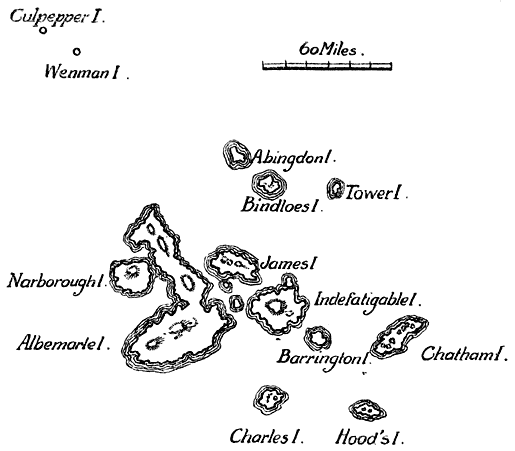 Culpepper I.
Wenman I.
60 Miles.
Abingdon I.
Bindloes I.
Tower I.
James I
Narborough I.
Indefatigable I.
Albemarle I.
Barrington I.
Chatham I.
Charles I.
Hood's I.